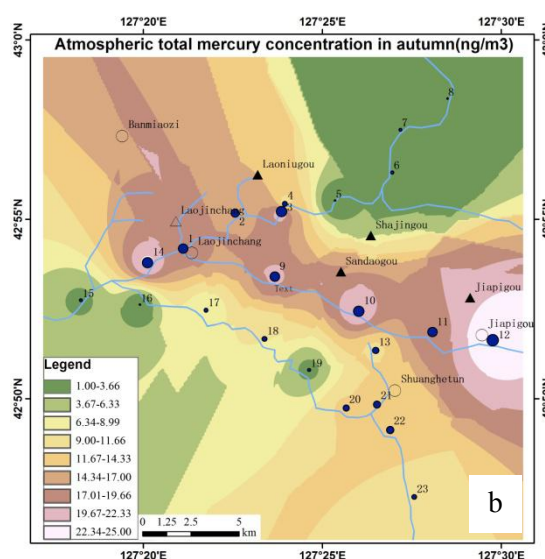 127°20'E
127°25'E
127°30'E
43°0'N
Atmospheric total mercury concentration in autumn(ng/m3)
8
Banmiaozi
7
Laoniugou
6
42°55'N
5
4
3
2
Laojinchang
Shajingou
1
Laojinchang
14
9
Text
Sandaogou
10
Jiapigou
15
16
17
11
Jiapigou
12
18
13
19
Shuanghetun
42°50'N
20
21
22
23
Legend
1.00-3.66
3.67-6.33
6.34-8.99
9.00-11.66
11.67-14.33
14.34-17.00
17.01-19.66
19.67-22.33
22.34-25.00
0
1.25
2.5
5
km
b
127°20'E
127°25'E
127°30'E